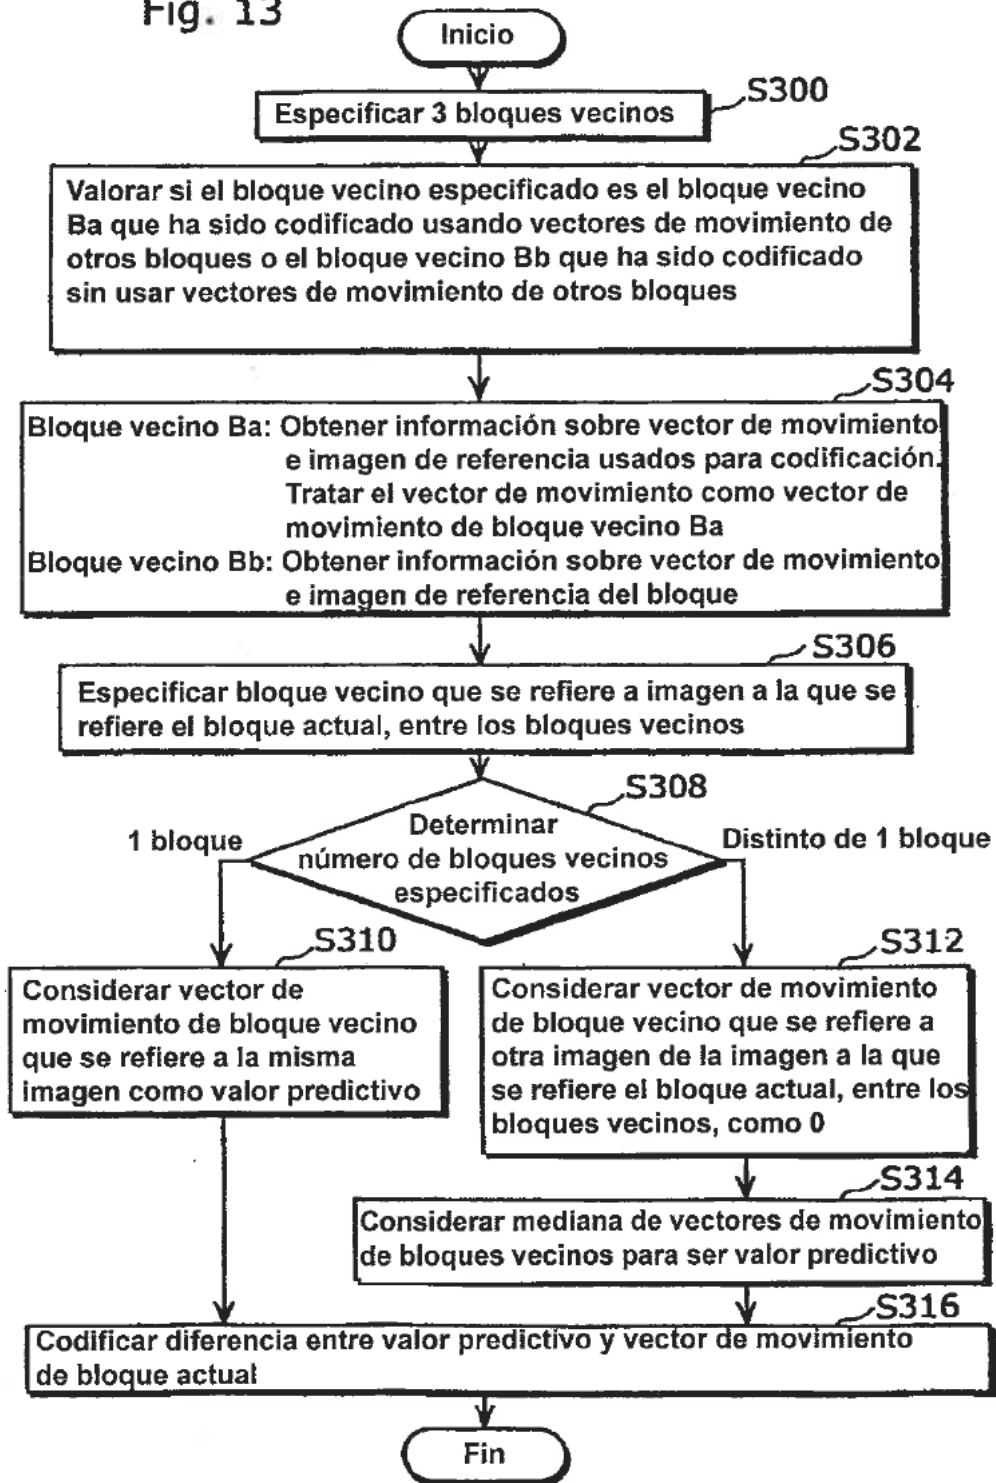 Fig. 13
Inicio
S300
Especificar 3 bloques vecinos
S302
Valorar si el bloque vecino especificado es el bloque vecino
Ba que ha sido codificado usando vectores de movimiento de
otros bloques o el bloque vecino Bb que ha sido codificado
sin usar vectores de movimiento de otros bloques
S304
Bloque vecino Ba: Obtener información sobre vector de movimiento
e imagen de referencia usados para codificación.
Tratar el vector de movimiento como vector de
movimiento de bloque vecino Ba
Bloque vecino Bb: Obtener información sobre vector de movimiento
e imagen de referencia del bloque
S306
Especificar bloque vecino que se refiere a imagen a la que se
refiere el bloque actual, entre los bloques vecinos
S308
Determinar
número de bloques vecinos
especificados
1 bloque
Distinto de 1 bloque
S310
Considerar vector de
movimiento de bloque vecino
que se refiere a la misma
imagen como valor predictivo
S312
Considerar vector de movimiento
de bloque vecino que se refiere a
otra imagen de la imagen a la que
se refiere el bloque actual, entre los
bloques vecinos, como 0
S314
Considerar mediana de vectores de movimiento
de bloques vecinos para ser valor predictivo
S316
Codificar diferencia entre valor predictivo y vector de movimiento
de bloque actual
Fin